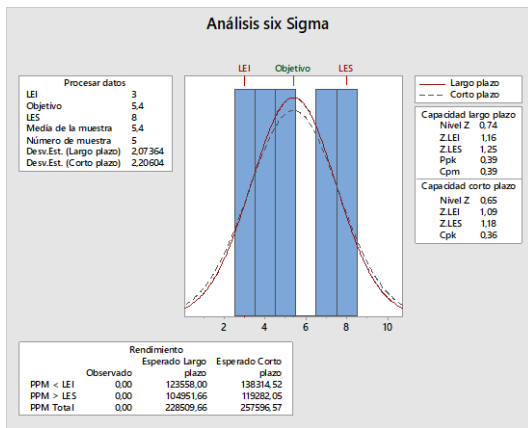 Análisis six Sigma
LEI Objetivo LES
Procesar datos
LEI 3
Objetivo 5,4
LES 8
Media de la muestra 5,4
Número de muestra 5
Desv.Est. (Largo plazo) 2,07364
Desv.Est. (Corto plazo) 2,20604
Largo plazo
Corto plazo
Capacidad largo plazo
Nivel Z 0,74
Z.LEI 1,16
Z.LES 1,25
Ppk 0,39
Cpm 0,39
Capacidad corto plazo
Nivel Z 0,65
Z.LEI 1,09
Z.LES 1,18
Cpk 0,36
2 4 6 8 10
Rendimiento
Esperado Largo Esperado Corto
Observado plazo plazo
PPM < LEI 0,00 123558,00 138314,52
PPM > LES 0,00 104951,66 119282,05
PPM Total 0,00 228509,66 257596,57